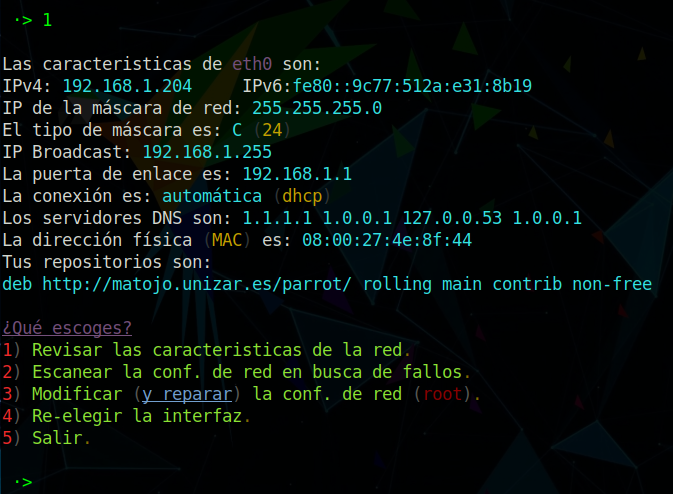 ·> 1
Las caracteristicas de eth0 son:
IPv4: 192.168.1.204 IPv6:fe80::9c77:512a:e31:8b19
IP de la máscara de red: 255.255.255.0
El tipo de máscara es: C (24)
IP Broadcast: 192.168.1.255
La puerta de enlace es: 192.168.1.1
La conexión es: automática (dhcp)
Los servidores DNS son: 1.1.1.1 1.0.0.1 127.0.0.53 1.0.0.1
La dirección física (MAC) es: 08:00:27:4e:8f:44
Tus repositorios son:
deb http://matojo.unizar.es/parrot/ rolling main contrib non-free
¿Qué escoges?
1) Revisar las caracteristicas de la red.
2) Escanear la conf. de red en busca de fallos.
3) Modificar (y reparar) la conf. de red (root).
4) Re-elegir la interfaz.
5) Salir.
·>